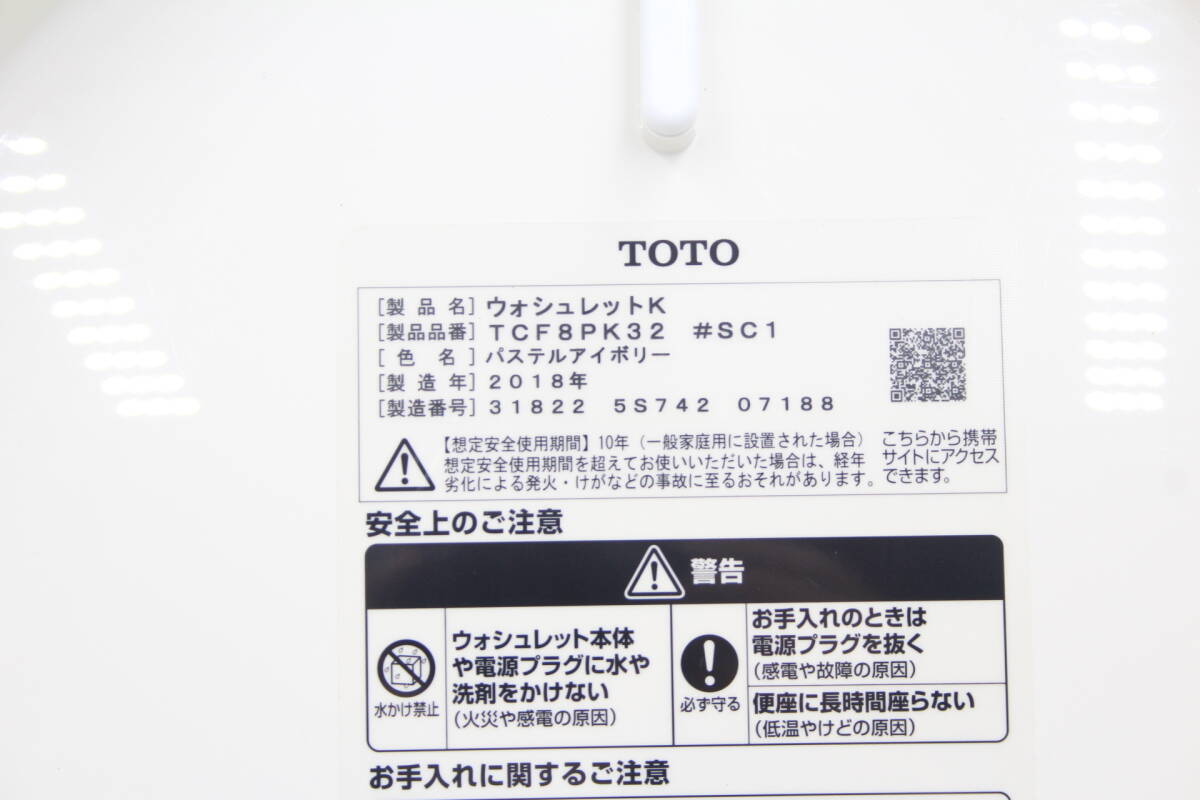 TOTO
[製品名] ウォシュレットK
[製品品番] TCF8PK32 #SC1
[色名] パステルアイボリー
[製造年] 2018年
[製造番号] 31822 5S742 07188
【想定安全使用期間】10年（一般家庭用に設置された場合）
想定安全使用期間を超えてお使いいただいた場合は、経年
劣化による発火・けがなどの事故に至るおそれがあります。
こちらから携帯
サイトにアクセス
できます。
安全上のご注意
警告
水かけ禁止
ウォシュレット本体
や電源プラグに水や
洗剤をかけない
(火災や感電の原因)
必ず守る
お手入れのときは
電源プラグを抜く
(感電や故障の原因)
便座に長時間座らない
(低温やけどの原因)
お手入れに関するご注意